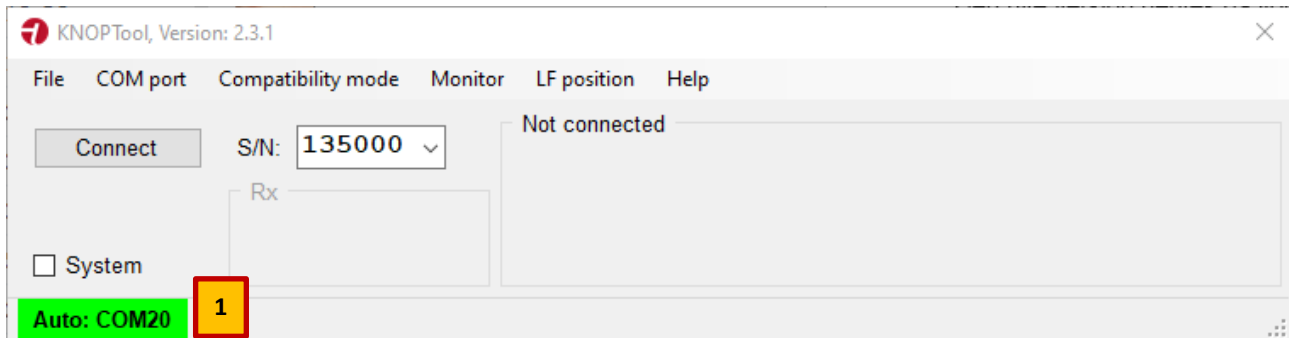 KNOPTool, Version: 2.3.1
File COM port Compatibility mode Monitor LF position Help
Connect S/N: 135000 Not connected
Rx
System
Auto: COM20 1